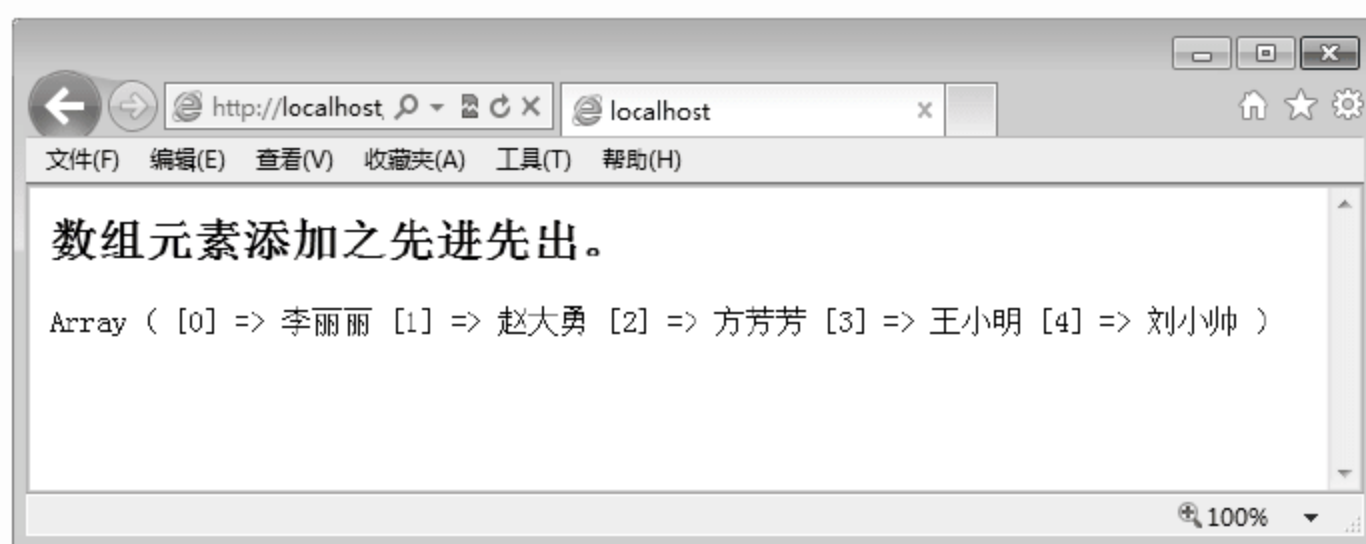 http://localhost
localhost
文件(F) 编辑(E) 查看(V) 收藏夹(A) 工具(T) 帮助(H)
数组元素添加之先进先出。
Array ( [0] => 李丽丽 [1] => 赵大勇 [2] => 方芳芳 [3] => 王小明 [4] => 刘小帅 )
100%